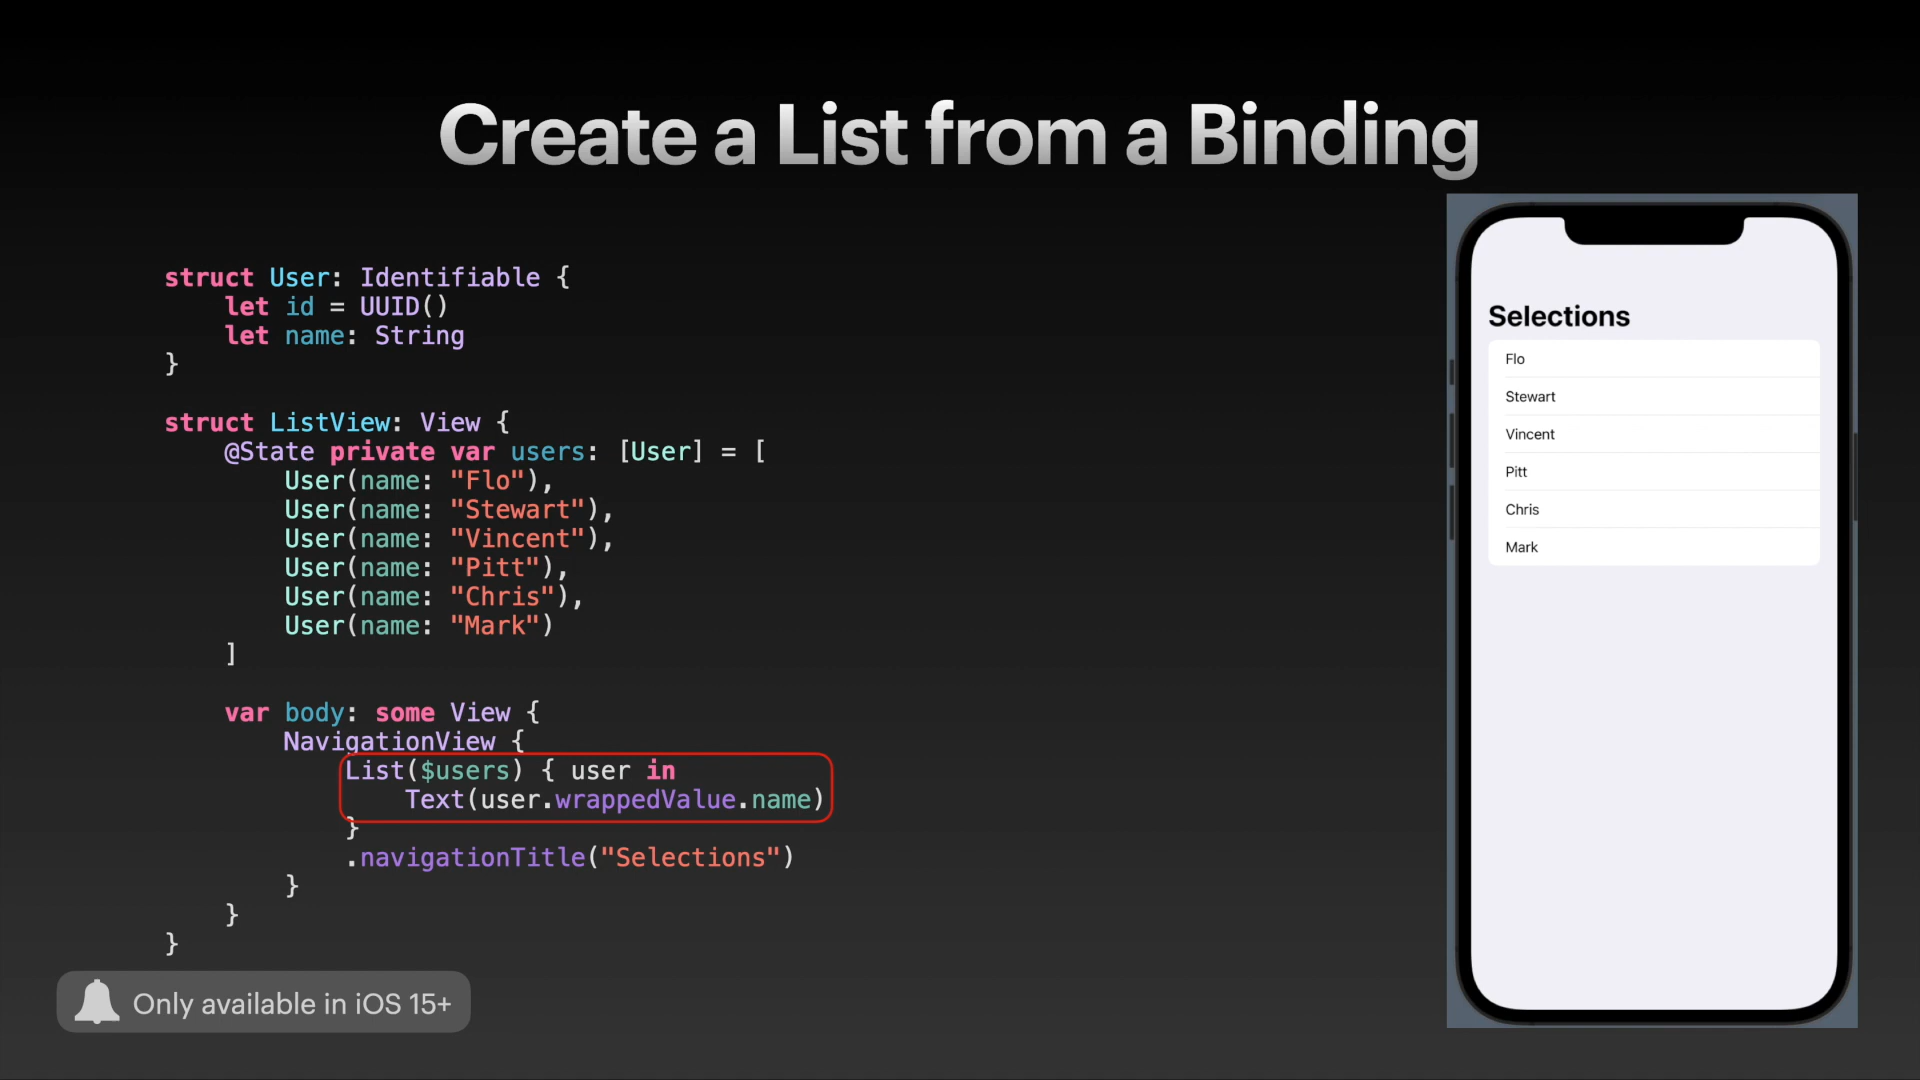 Create a List from a Binding
struct User: Identifiable {
    let id = UUID()
    let name: String
}
struct ListView: View {
    @State private var users: [User] = [
        User(name: "Flo"),
        User(name: "Stewart"),
        User(name: "Vincent"),
        User(name: "Pitt"),
        User(name: "Chris"),
        User(name: "Mark")
    ]
    var body: some View {
        NavigationView {
            List($users) { user in
                Text(user.wrappedValue.name)
            }
            .navigationTitle("Selections")
        }
    }
}
Only available in iOS 15+
Selections
Flo
Stewart
Vincent
Pitt
Chris
Mark